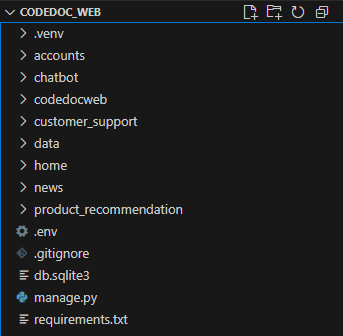 CODEDOC_WEB
.venv
accounts
chatbot
codedocweb
customer_support
data
home
news
product_recommendation
.env
.gitignore
db.sqlite3
manage.py
requirements.txt